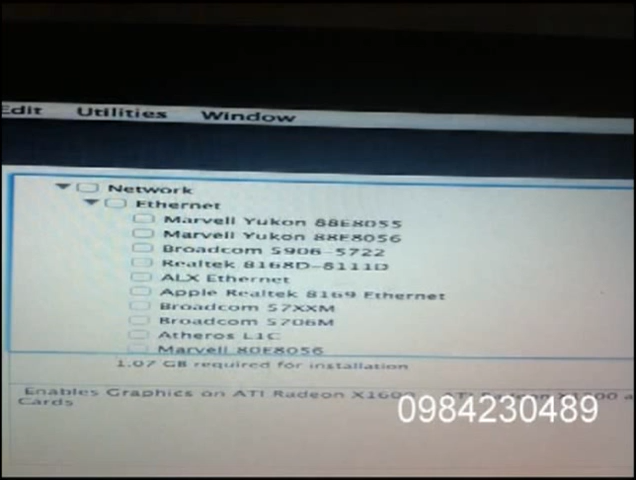 Edit Utilities Window
Network
Ethernet
Marvell Yukon 88E8055
Marvell Yukon 88E8056
Broadcom 5906-5722
Realtek 8168D-8111D
ALX Ethernet
Apple Realtek 8169 Ethernet
Broadcom 57XXM
Broadcom 5706M
Atheros L1C
Marvell 80E8056
1.07 GB required for installation
Enables Graphics on ATI Radeon
Cards
0984230489